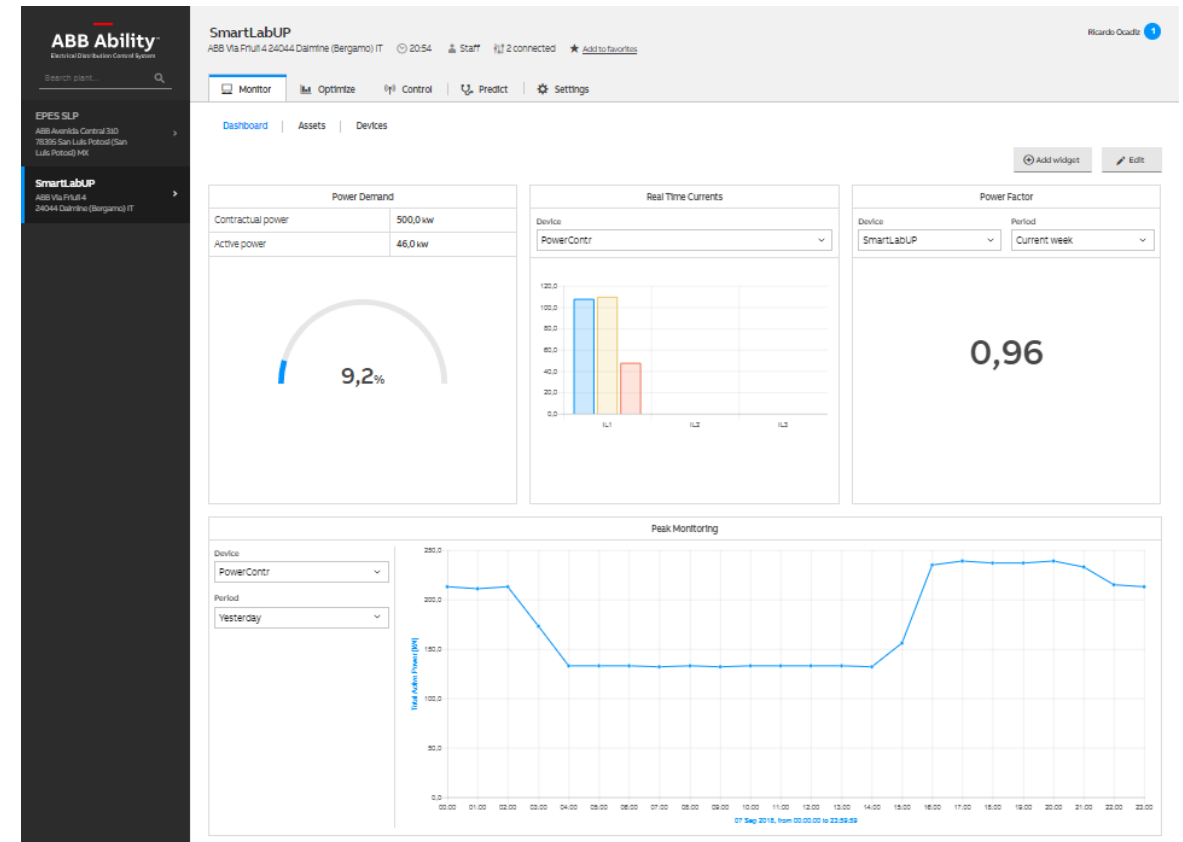 ABB Ability™
Electrical Distribution Control System
Search plant...
EPES SLP
ABB Avenida Central 310
78395 San Luis Potosí (San
Luis Potosí) MX
SmartLabUP
ABB Via Friuli 4
24044 Dalmine (Bergamo) IT
SmartLabUP
ABB Via Friuli 4 24044 Dalmine (Bergamo) IT 20:54 Staff 2 connected Add to favorites
Ricardo Ocadiz 1
Monitor Optimize Control Predict Settings
Dashboard Assets Devices
Add widget Edit
Power Demand
Contractual power 500,0 kW
Active power 46,0 kW
9,2%
Real Time Currents
Device
PowerContr
120,0
100,0
80,0
60,0
40,0
20,0
0,0
IL1 IL2 IL3
Power Factor
Device Period
SmartLabUP Current week
0,96
Peak Monitoring
Device
PowerContr
Period
Yesterday
Total Active Power [kW]
250,0
200,0
150,0
100,0
50,0
0,0
00:00 01:00 02:00 03:00 04:00 05:00 06:00 07:00 08:00 09:00 10:00 11:00 12:00 13:00 14:00 15:00 16:00 17:00 18:00 19:00 20:00 21:00 22:00 23:00
07 Sep 2018, from 00:00:00 to 23:59:59